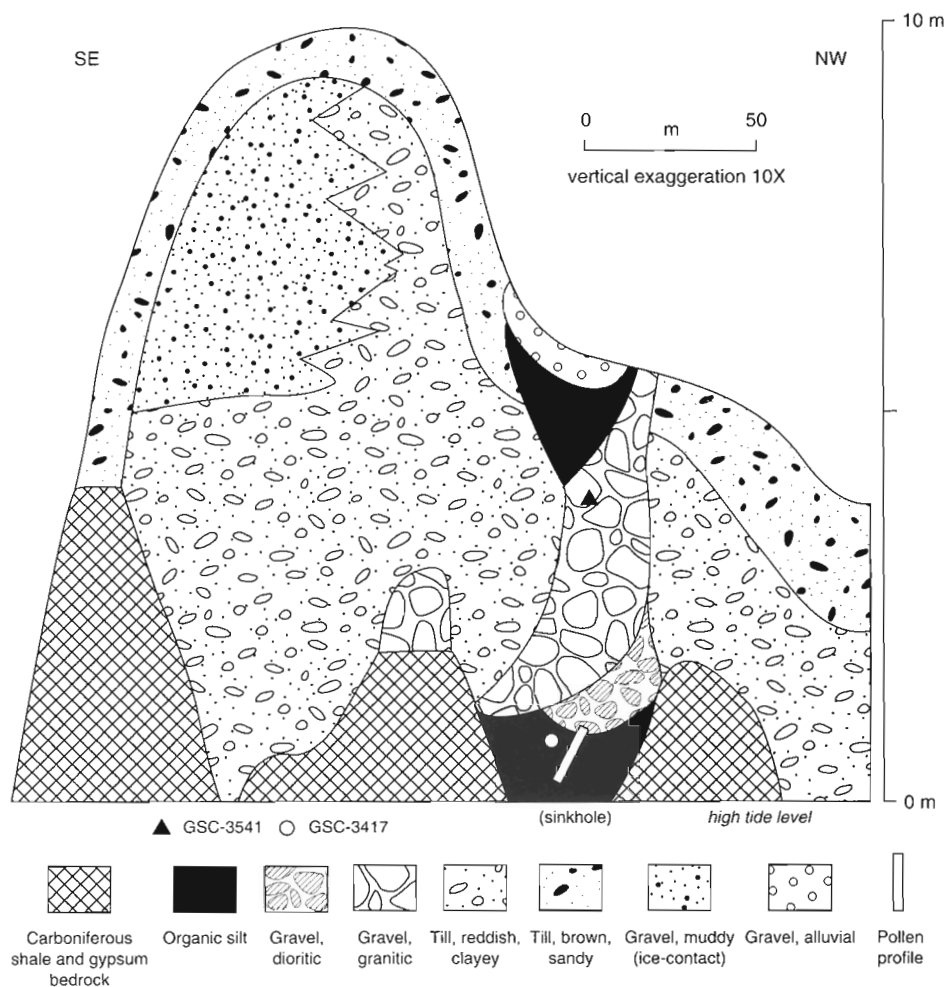 SE
NW
10 m
0 50
m
vertical exaggeration 10X
0 m
(sinkhole)
high tide level
GSC-3541 GSC-3417
Carboniferous
shale and gypsum
bedrock
Organic silt
Gravel,
dioritic
Gravel,
granitic
Till, reddish,
clayey
Till, brown,
sandy
Gravel, muddy
(ice-contact)
Gravel, alluvial
Pollen
profile